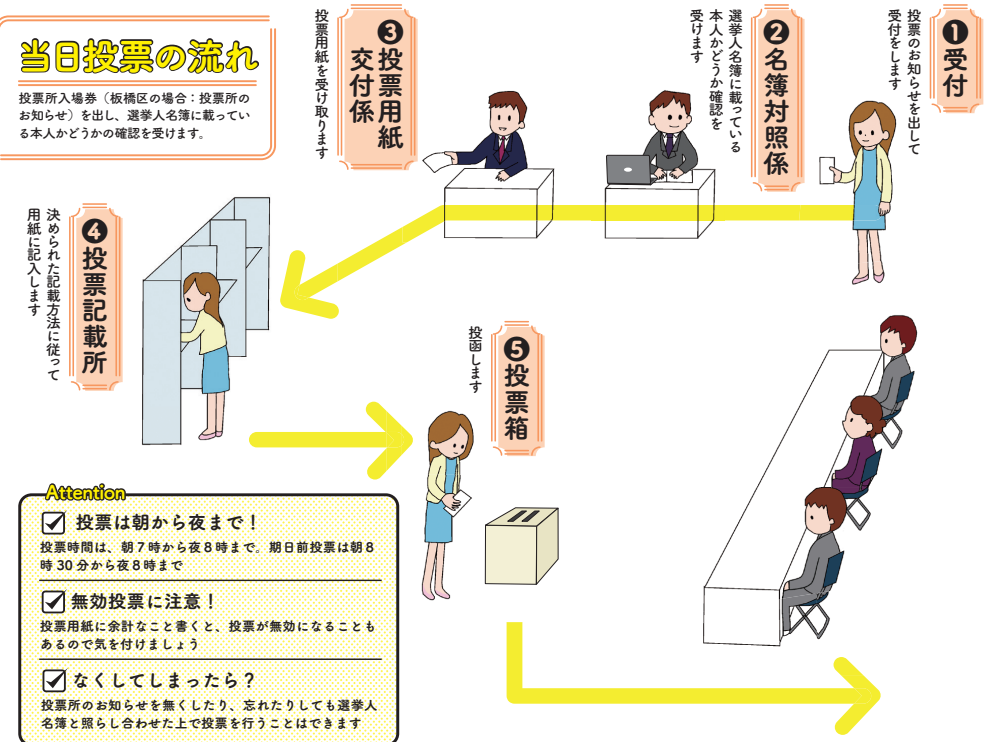 当日投票の流れ
投票所入場券（板橋区の場合：投票所の
お知らせ）を出し、選挙人名簿に載ってい
る本人かどうかの確認を受けます。
❶受付
投票のお知らせを出して
受付をします
❷名簿対照係
選挙人名簿に載っている
本人かどうか確認を
受けます
❸投票用紙
交付係
投票用紙を受け取ります
❹投票記載所
決められた記載方法に従って
用紙に記入します
❺投票箱
投函します
Attention
投票は朝から夜まで！
投票時間は、朝７時から夜８時まで。期日前投票は朝８
時 30 分から夜８時まで
無効投票に注意！
投票用紙に余計なこと書くと、投票が無効になることも
あるので気を付けましょう
なくしてしまったら？
投票所のお知らせを無くしたり、忘れたりしても選挙人
名簿と照らし合わせた上で投票を行うことはできます